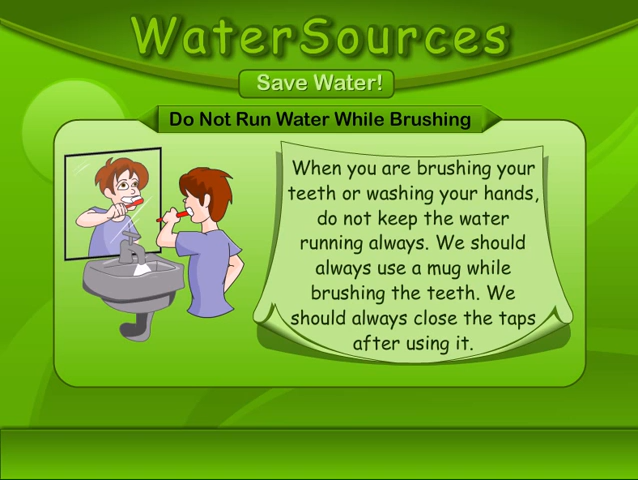 WaterSources
Save Water!
Do Not Run Water While Brushing
When you are brushing your
teeth or washing your hands,
do not keep the water
running always. We should
always use a mug while
brushing the teeth. We
should always close the taps
after using it.